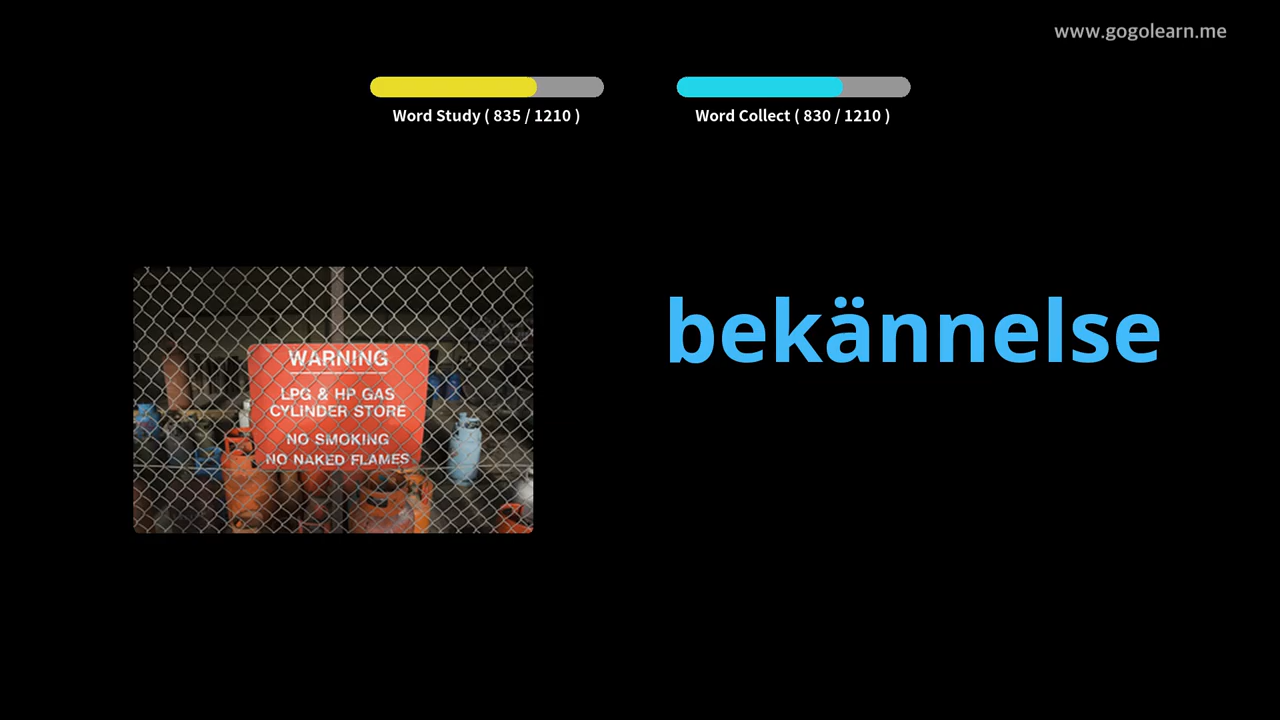 www.gogolearn.me
Word Study ( 835 / 1210 )
Word Collect ( 830 / 1210 )
WARNING
LPG & HP GAS
CYLINDER STORE
NO SMOKING
NO NAKED FLAMES
bekännelse